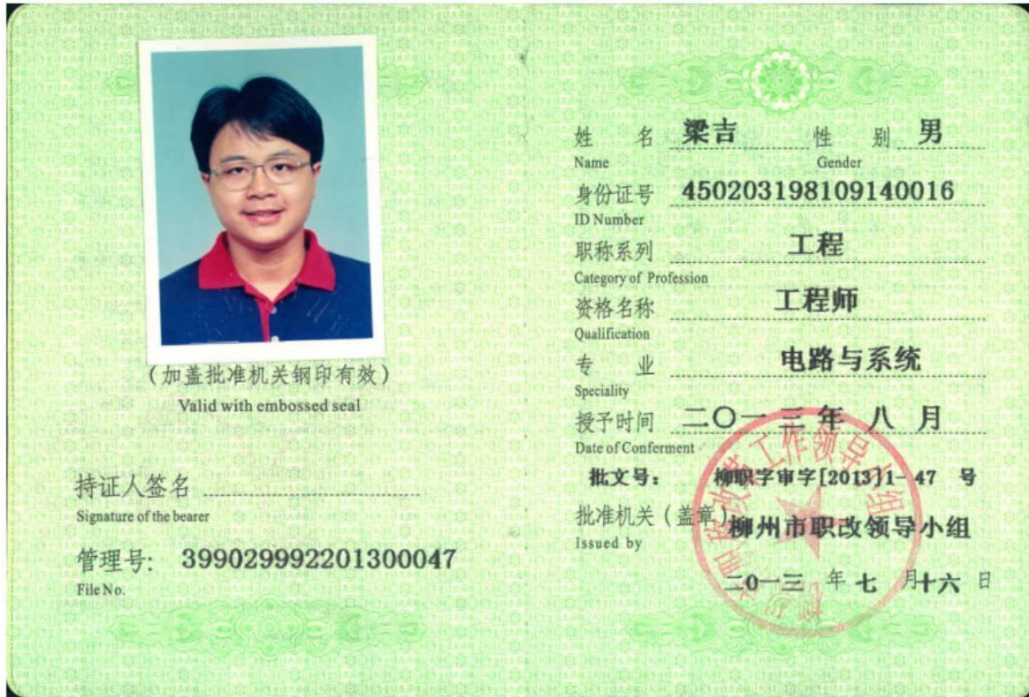 （加盖批准机关钢印有效）
Valid with embossed seal
持证人签名
Signature of the bearer
管理号: 399029992201300047
File No.
姓 名 梁吉 性 别 男
Name Gender
身份证号 450203198109140016
ID Number
职称系列 工程
Category of Profession
资格名称 工程师
Qualification
专 业 电路与系统
Speciality
授予时间 二〇一三年 八 月
Date of Conferment
批文号： 柳职字审字[2013]1-47 号
批准机关（盖章）柳州市职改领导小组
Issued by
二0一三 年 七 月十六 日